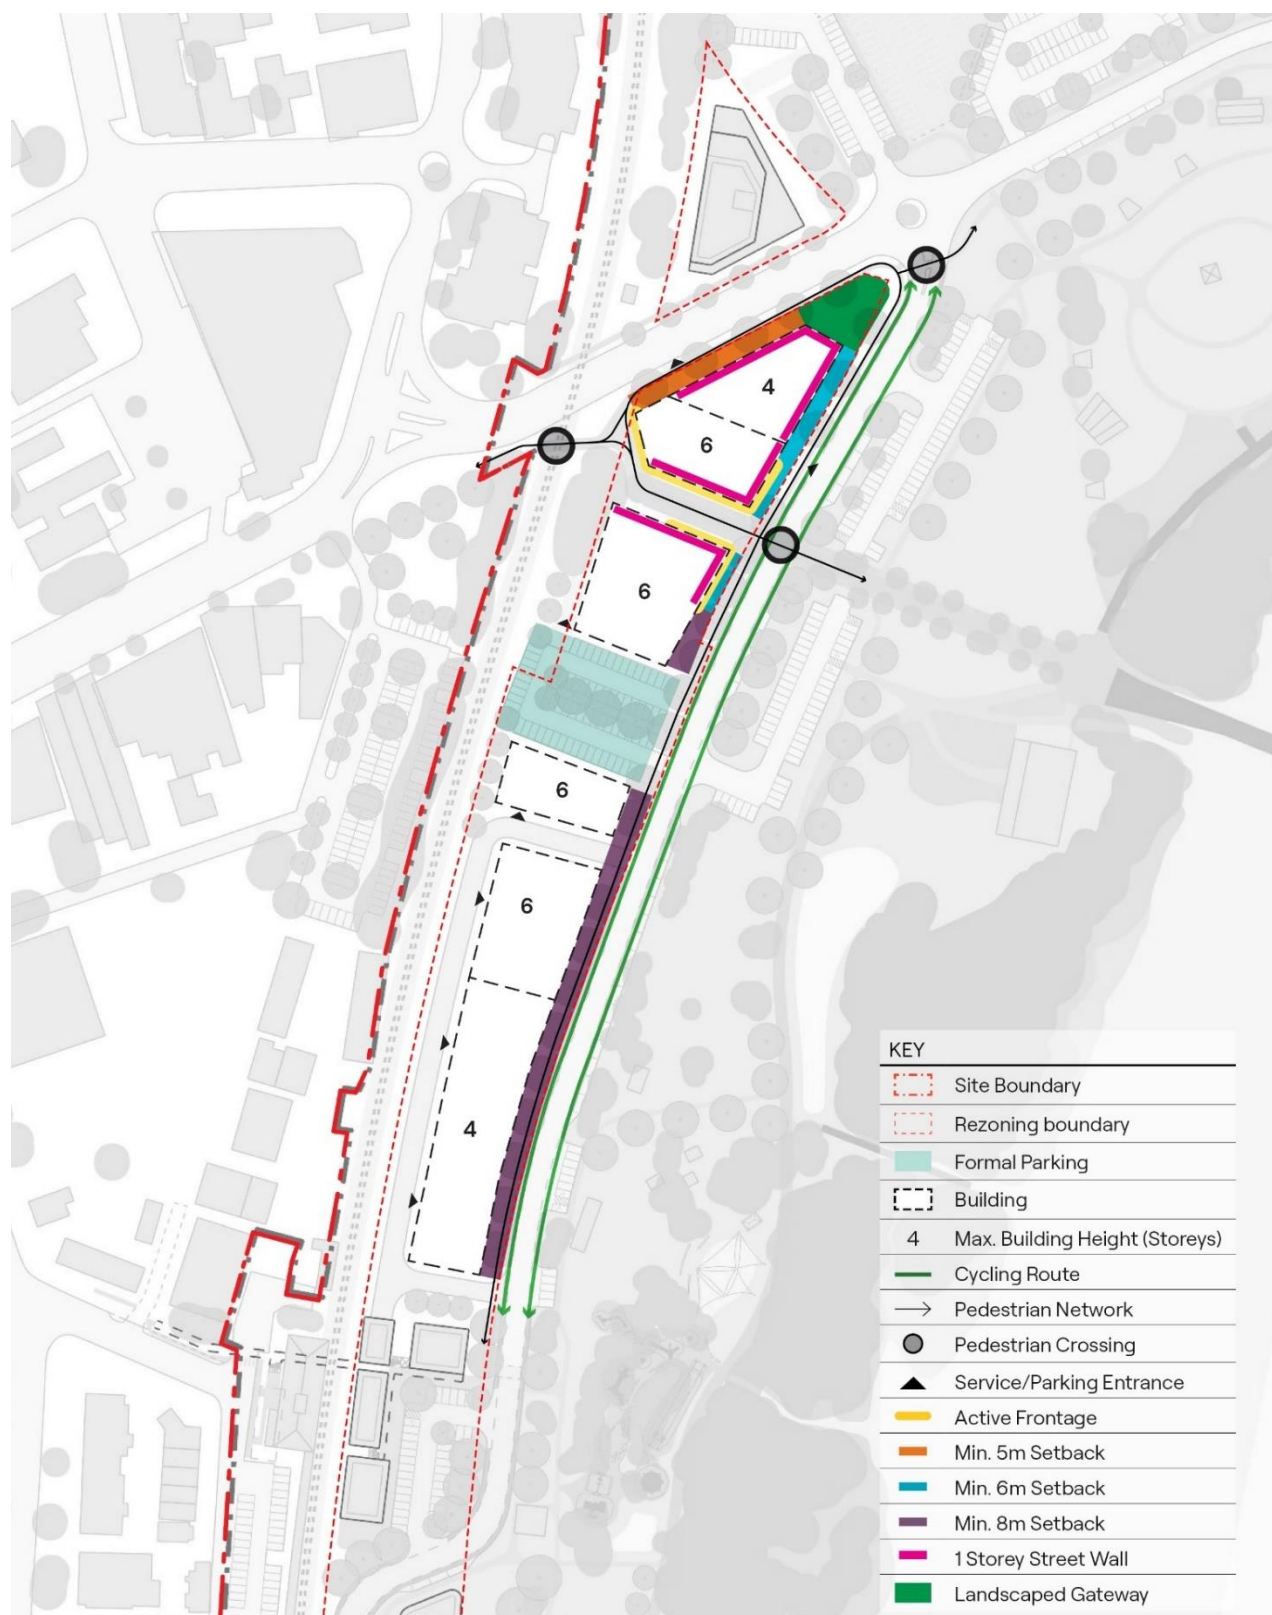 4
6
6
6
6
4
KEY
Site Boundary
Rezoning boundary
Formal Parking
Building
4 Max. Building Height (Storeys)
Cycling Route
Pedestrian Network
Pedestrian Crossing
Service/Parking Entrance
Active Frontage
Min. 5m Setback
Min. 6m Setback
Min. 8m Setback
1 Storey Street Wall
Landscaped Gateway